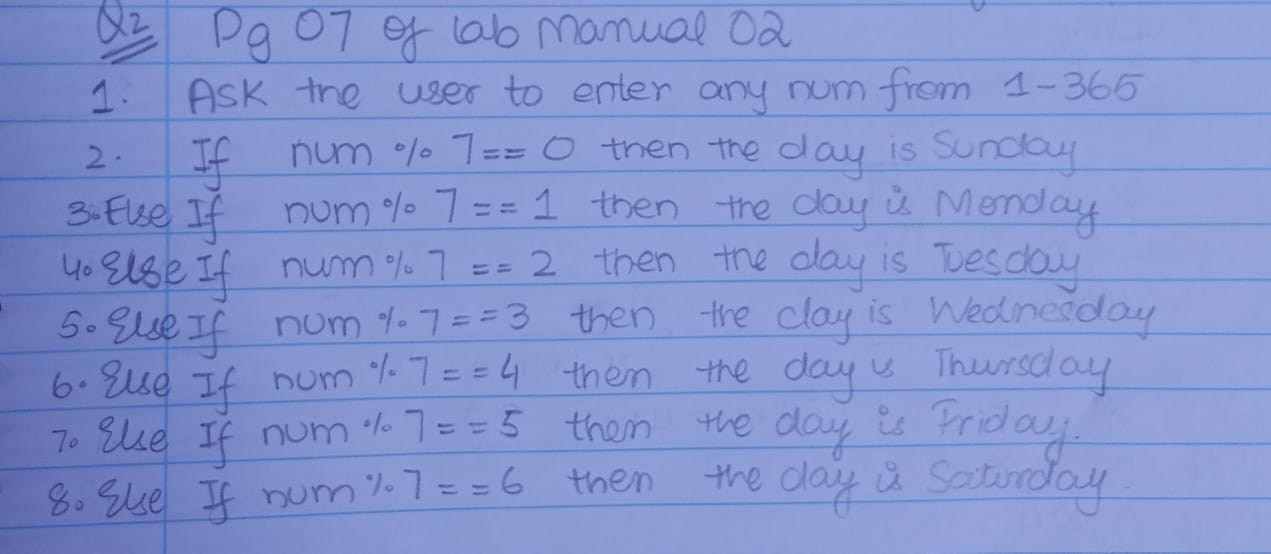 Q2 Pg 07 of lab manual 02
1. Ask the user to enter any num from 1-365
2. If num % 7 == 0 then the day is Sunday
3. Else If num % 7 == 1 then the day is Monday
4. Else If num % 7 == 2 then the day is Tuesday
5. Else If num % 7 == 3 then the day is Wednesday
6. Else If num % 7 == 4 then the day is Thursday
7. Else If num % 7 == 5 then the day is Friday.
8. Else If num % 7 == 6 then the day is Saturday.